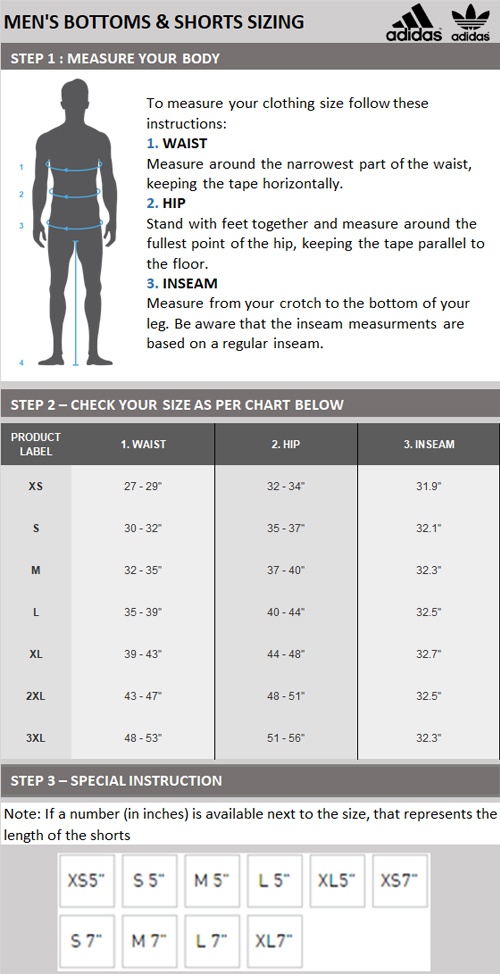 MEN'S BOTTOMS & SHORTS SIZING
adidas
adidas
STEP 1 : MEASURE YOUR BODY
1
2
3
4
To measure your clothing size follow these
instructions:
1. WAIST
Measure around the narrowest part of the waist,
keeping the tape horizontally.
2. HIP
Stand with feet together and measure around the
fullest point of the hip, keeping the tape parallel to
the floor.
3. INSEAM
Measure from your crotch to the bottom of your
leg. Be aware that the inseam measurments are
based on a regular inseam.
STEP 2 – CHECK YOUR SIZE AS PER CHART BELOW
PRODUCT LABEL 1. WAIST 2. HIP 3. INSEAM
XS 27 - 29" 32 - 34" 31.9"
S 30 - 32" 35 - 37" 32.1"
M 32 - 35" 37 - 40" 32.3"
L 35 - 39" 40 - 44" 32.5"
XL 39 - 43" 44 - 48" 32.7"
2XL 43 - 47" 48 - 51" 32.5"
3XL 48 - 53" 51 - 56" 32.3"
STEP 3 – SPECIAL INSTRUCTION
Note: If a number (in inches) is available next to the size, that represents the
length of the shorts
XS5" S 5" M 5" L 5" XL5" XS7"
S 7" M 7" L 7" XL7"